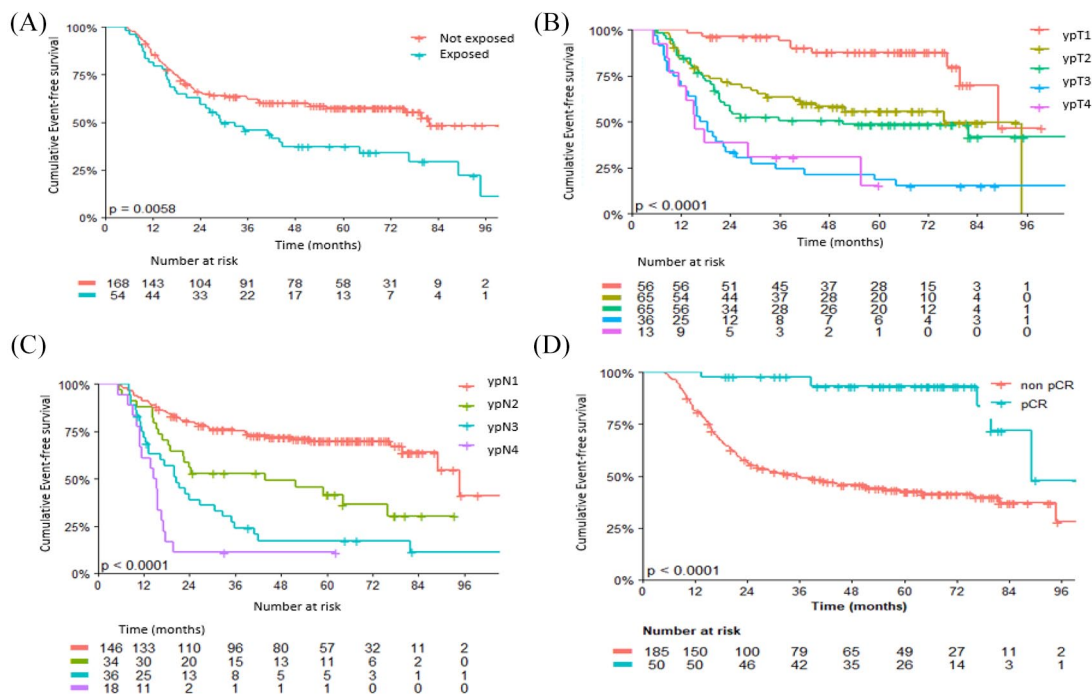 (A)
Cumulative Event-free survival
100%
75%
50%
25%
0%
Not exposed
Exposed
p = 0.0058
0 12 24 36 48 60 72 84 96
Time (months)
Number at risk
168 143 104 91 78 58 31 9 2
54 44 33 22 17 13 7 4 1
(B)
Cumulative Event-free survival
100%
75%
50%
25%
0%
ypT1
ypT2
ypT3
ypT4
p < 0.0001
0 12 24 36 48 60 72 84 96
Time (months)
Number at risk
56 56 51 45 37 28 15 3 1
65 54 44 37 28 20 10 4 0
65 56 34 28 26 20 12 4 1
36 25 12 8 7 6 4 3 1
13 9 5 3 2 1 0 0 0
(C)
Cumulative Event-free survival
100%
75%
50%
25%
0%
ypN1
ypN2
ypN3
ypN4
p < 0.0001
0 12 24 36 48 60 72 84 96
Number at risk
Time (months)
146 133 110 96 80 57 32 11 2
34 30 20 15 13 11 6 2 0
36 25 13 8 5 5 3 1 1
18 11 2 1 1 1 0 0 0
(D)
Cumulative Event-free survival
100%
75%
50%
25%
0%
non pCR
pCR
p < 0.0001
0 12 24 36 48 60 72 84 96
Time (months)
Number at risk
185 150 100 79 65 49 27 11 2
50 50 46 42 35 26 14 3 1